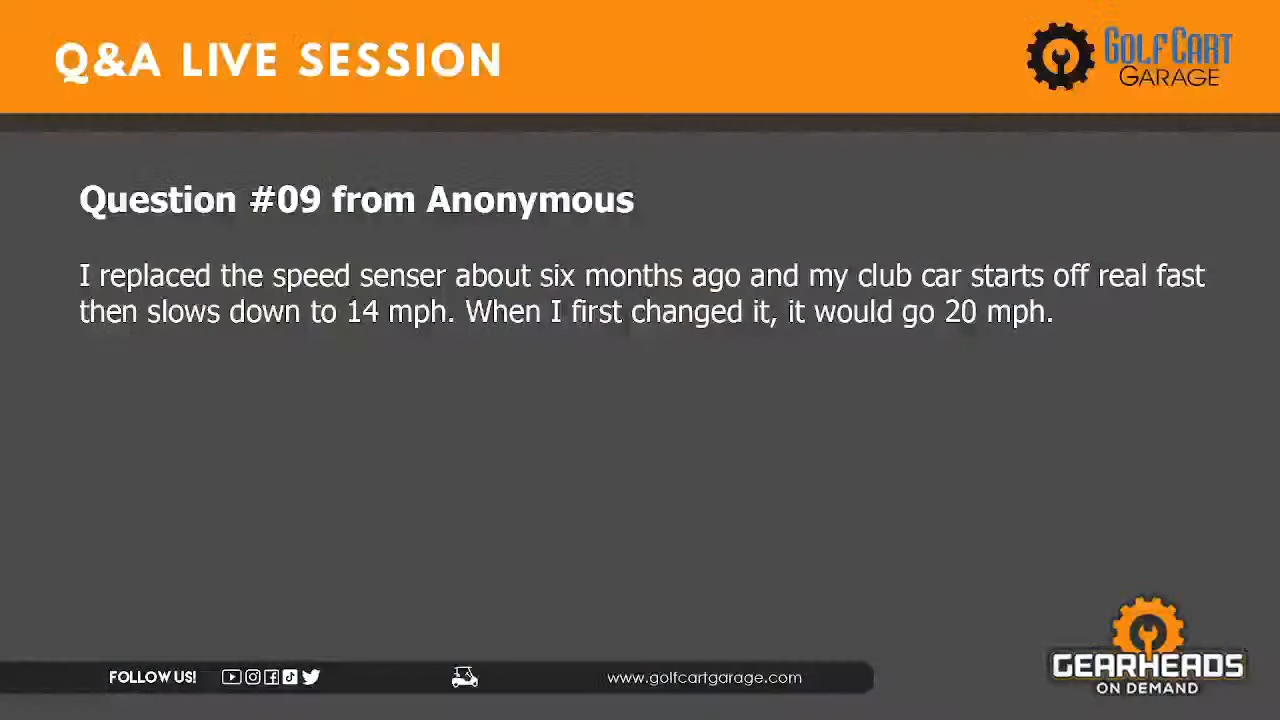 Q&A LIVE SESSION
GOLF CART
GARAGE
Question #09 from Anonymous
I replaced the speed senser about six months ago and my club car starts off real fast
then slows down to 14 mph. When I first changed it, it would go 20 mph.
FOLLOW US!
www.golfcartgarage.com
GEARHEADS
ON DEMAND